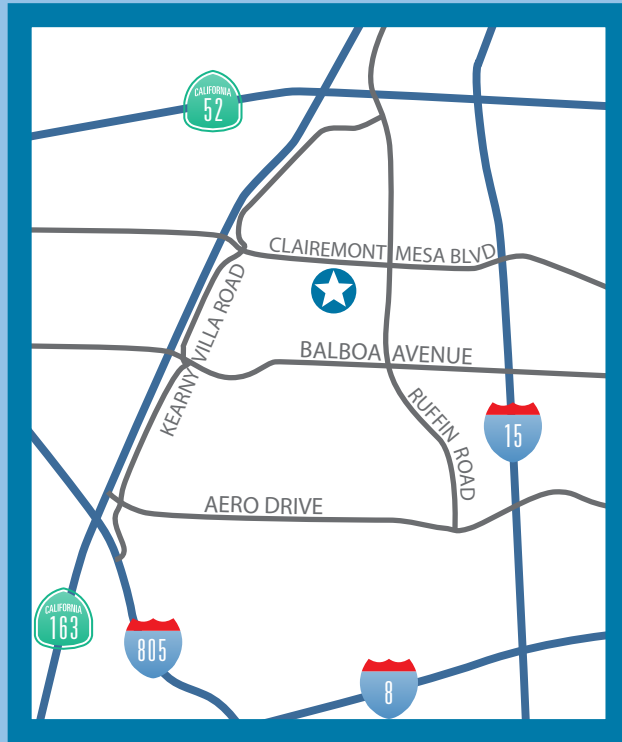 CALIFORNIA
52
CLAIREMONT MESA BLVD
KEARNY VILLA ROAD
BALBOA AVENUE
RUFFIN ROAD
15
AERO DRIVE
CALIFORNIA
163
805
8